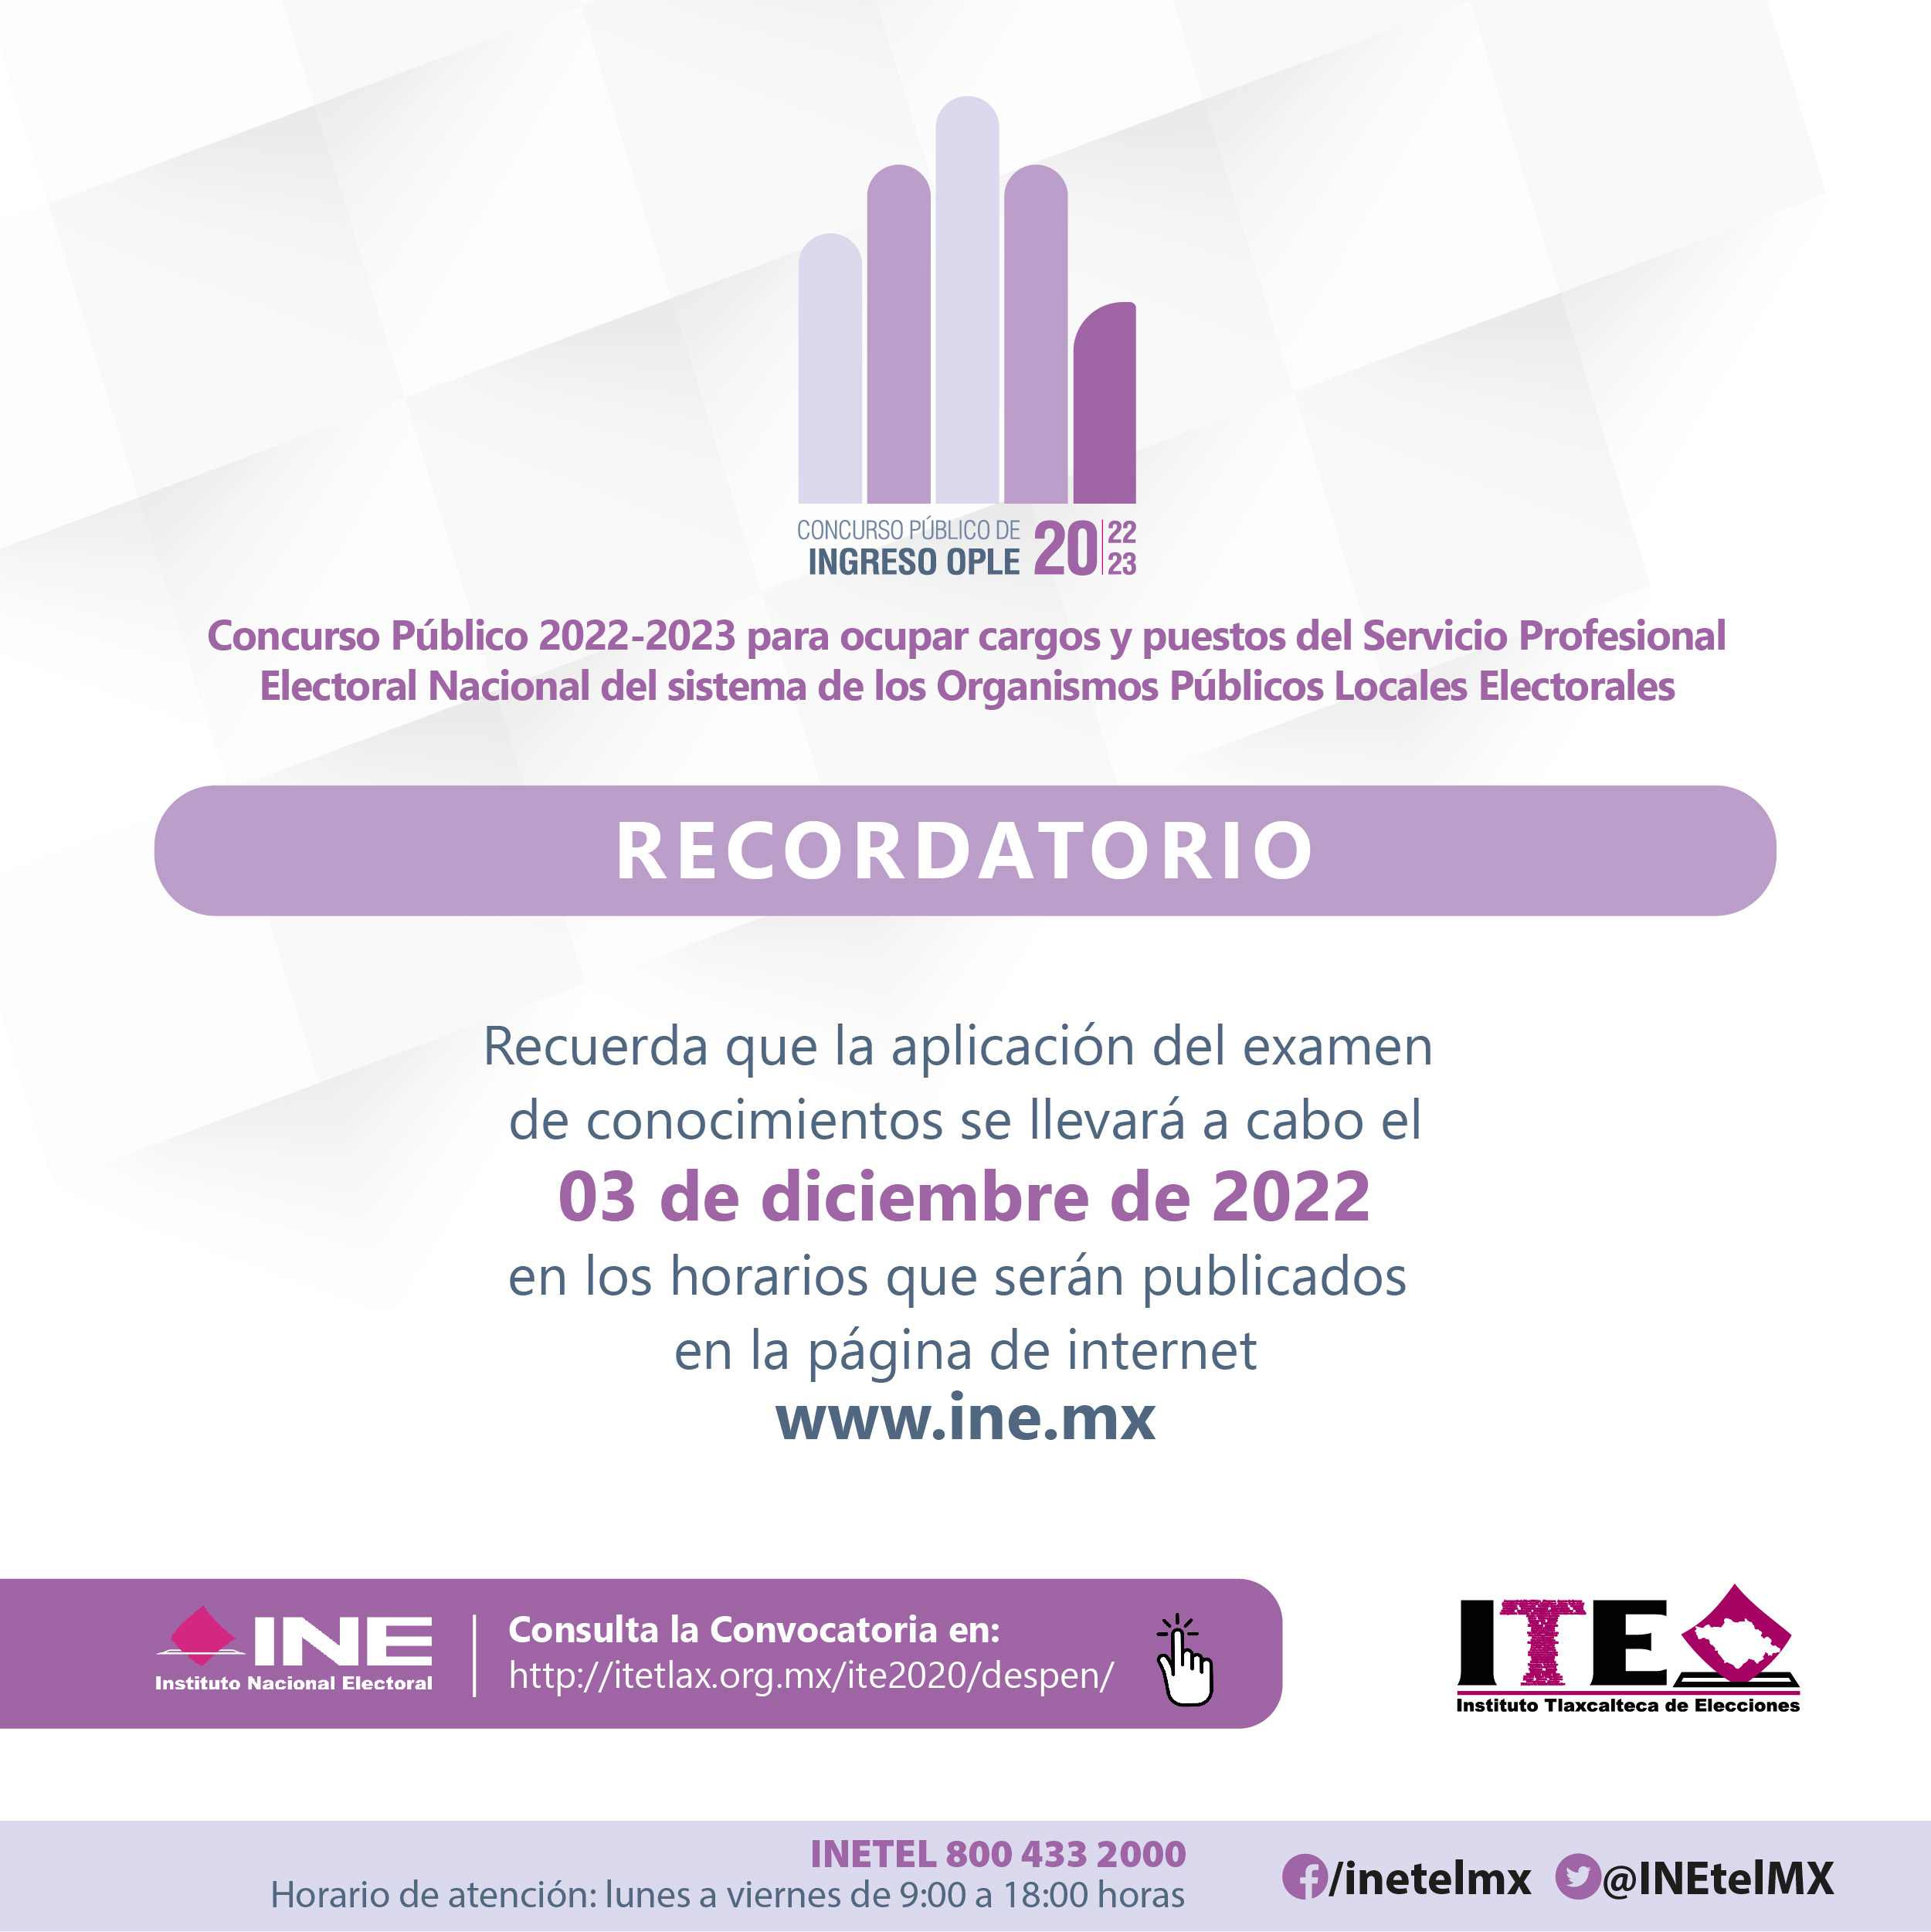 CONCURSO PÚBLICO DE
INGRESO OPLE
20 22 23
Concurso Público 2022-2023 para ocupar cargos y puestos del Servicio Profesional
Electoral Nacional del sistema de los Organismos Públicos Locales Electorales
RECORDATORIO
Recuerda que la aplicación del examen
de conocimientos se llevará a cabo el
03 de diciembre de 2022
en los horarios que serán publicados
en la página de internet
www.ine.mx
INE
Instituto Nacional Electoral
Consulta la Convocatoria en:
http://itetlax.org.mx/ite2020/despen/
ITE
Instituto Tlaxcalteca de Elecciones
INETEL 800 433 2000
Horario de atención: lunes a viernes de 9:00 a 18:00 horas
/inetelmx @INEtelMX